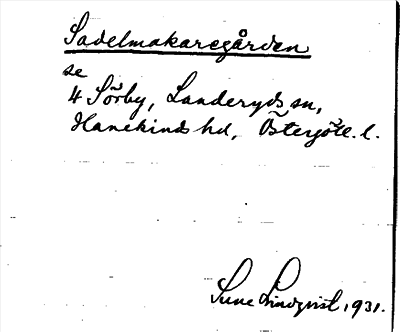 Sadelmakaregården
se
4 Sörby, Landeryds sn,
Hanekinds hd, Östergötl. l.
Sune Lindqvist, 1931.